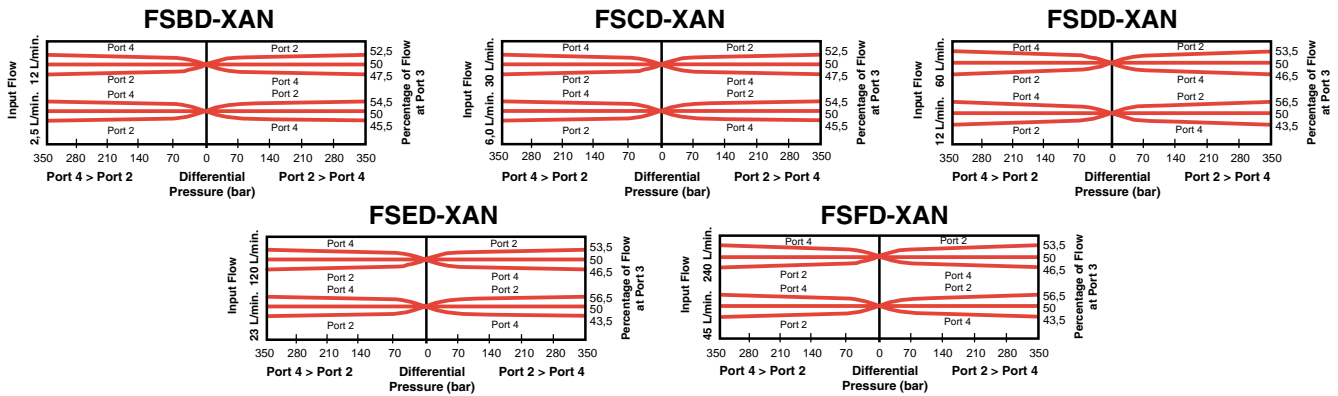 FSBD-XAN
Input Flow
2,5 L/min. 12 L/min.
Port 4
Port 2
52,5
50
Port 2
Port 4
47,5
Port 4
Port 2
54,5
50
Port 2
Port 4
45,5
Percentage of Flow
at Port 3
350 280 210 140 70 0 70 140 210 280 350
Port 4 > Port 2
Differential
Pressure (bar)
Port 2 > Port 4
FSCD-XAN
Input Flow
6,0 L/min. 30 L/min.
Port 4
Port 2
52,5
50
Port 2
Port 4
47,5
Port 4
Port 2
54,5
50
Port 2
Port 4
45,5
Percentage of Flow
at Port 3
350 280 210 140 70 0 70 140 210 280 350
Port 4 > Port 2
Differential
Pressure (bar)
Port 2 > Port 4
FSDD-XAN
Input Flow
12 L/min. 60 L/min.
Port 4
Port 2
53,5
50
Port 2
Port 4
46,5
Port 4
Port 2
56,5
50
Port 2
Port 4
43,5
Percentage of Flow
at Port 3
350 280 210 140 70 0 70 140 210 280 350
Port 4 > Port 2
Differential
Pressure (bar)
Port 2 > Port 4
FSED-XAN
Input Flow
23 L/min. 120 L/min.
Port 4
Port 2
53,5
50
Port 2
Port 4
46,5
Port 4
Port 2
56,5
50
Port 2
Port 4
43,5
Percentage of Flow
at Port 3
350 280 210 140 70 0 70 140 210 280 350
Port 4 > Port 2
Differential
Pressure (bar)
Port 2 > Port 4
FSFD-XAN
Input Flow
45 L/min. 240 L/min.
Port 4
Port 2
53,5
50
Port 2
Port 4
46,5
Port 4
Port 2
56,5
50
Port 2
Port 4
43,5
Percentage of Flow
at Port 3
350 280 210 140 70 0 70 140 210 280 350
Port 4 > Port 2
Differential
Pressure (bar)
Port 2 > Port 4